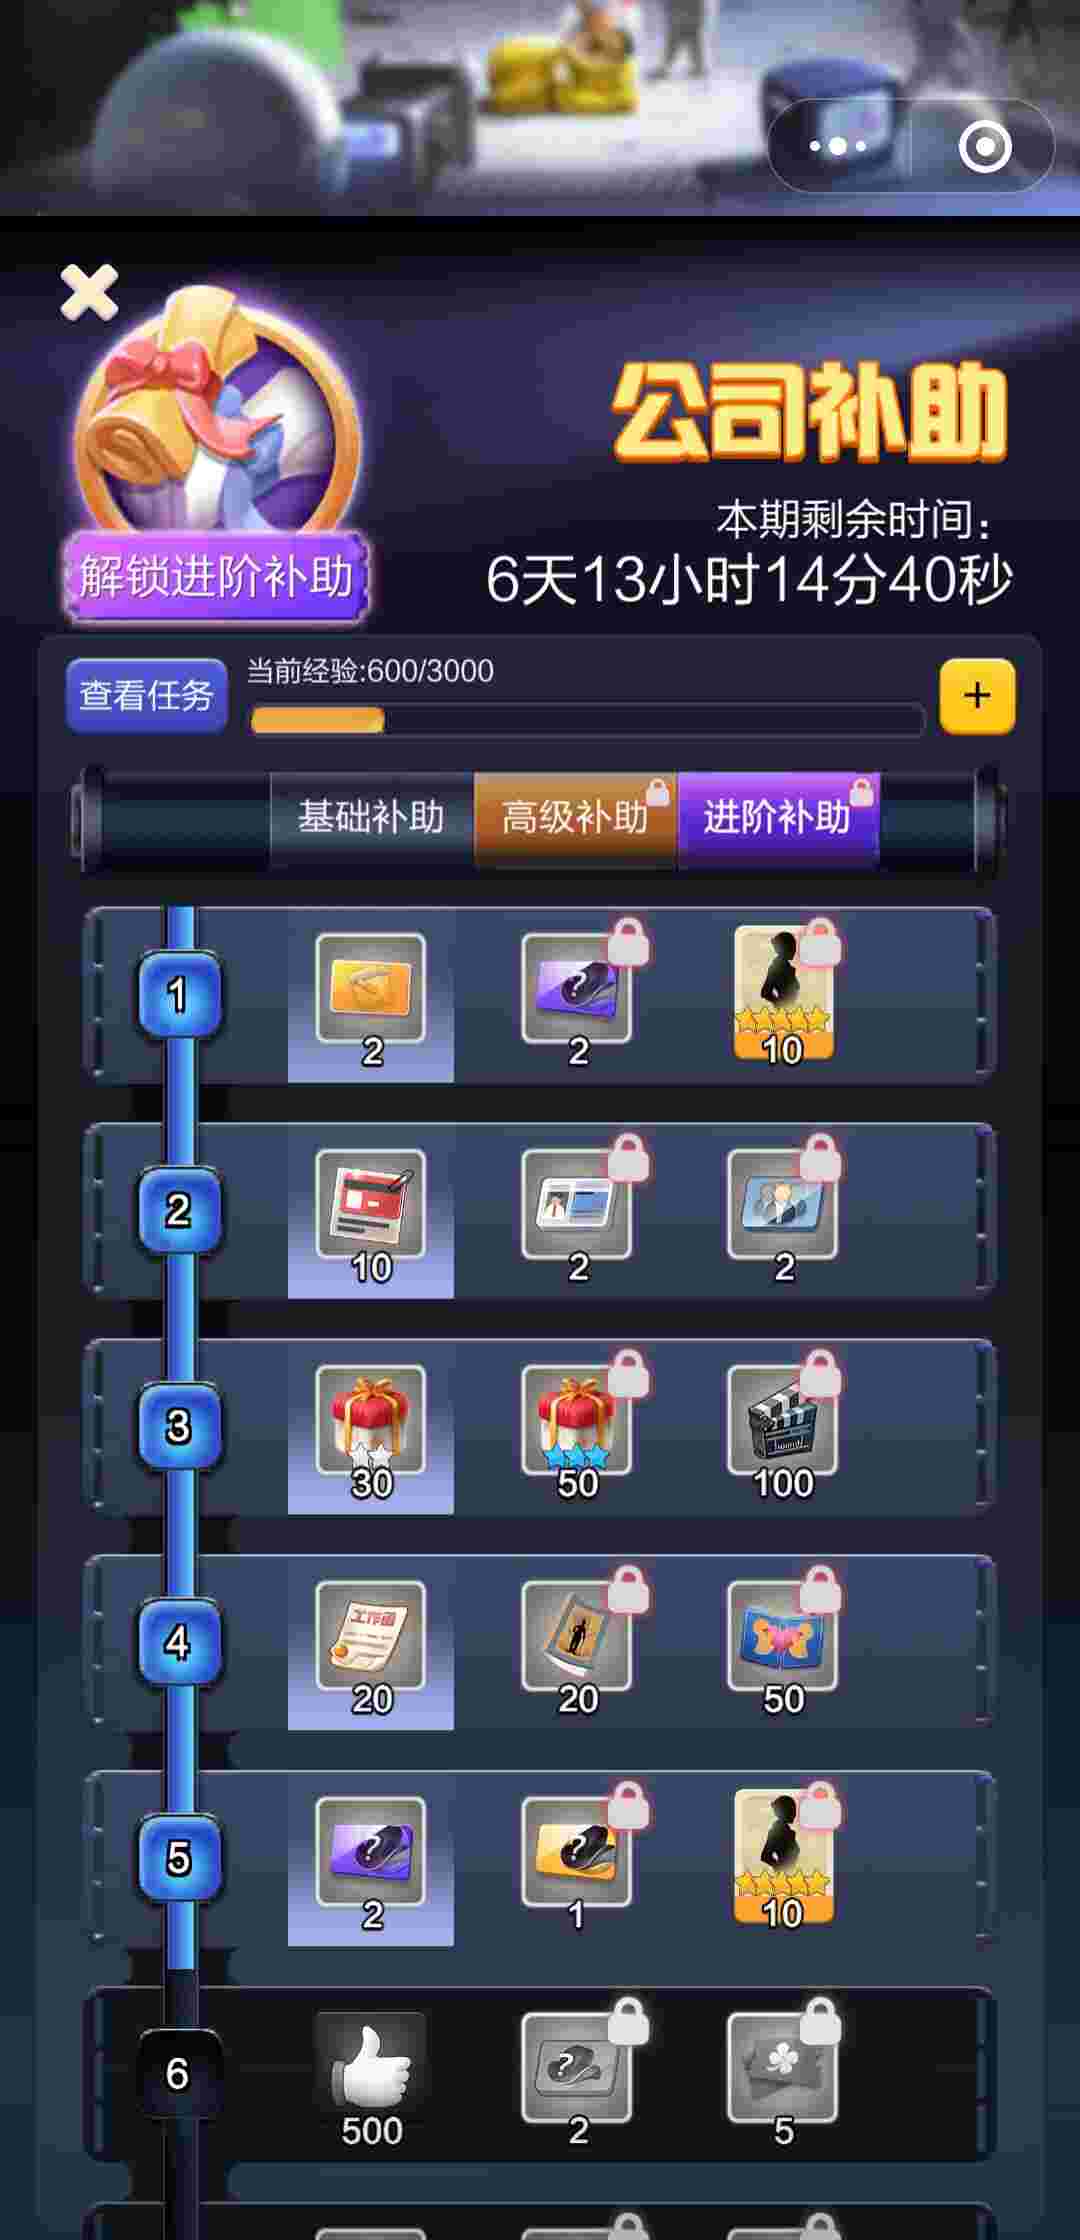 公司补助
本期剩余时间：
6天13小时14分40秒
解锁进阶补助
查看任务
当前经验:600/3000
+
基础补助 高级补助 进阶补助
1
2 ? 2 10
2
10 2 2
3
30 50 100
4
工作面
20 20 50
5
? 2 ? 1 10
6
500 ? 2 5